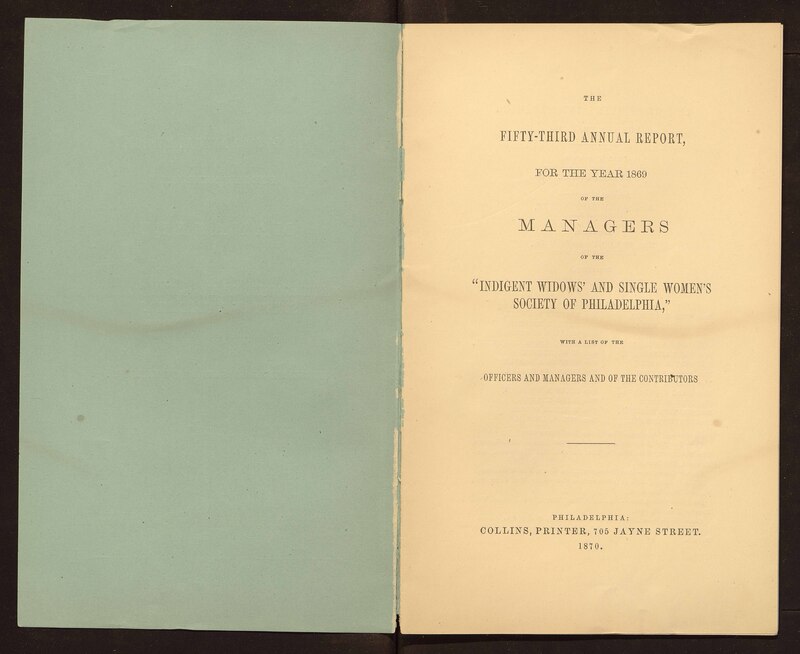 THE
FIFTY-THIRD ANNUAL REPORT,
FOR THE YEAR 1869
OF THE
MANAGERS
OF THE
"INDIGENT WIDOWS' AND SINGLE WOMEN'S
SOCIETY OF PHILADELPHIA,"
WITH A LIST OF THE
OFFICERS AND MANAGERS AND OF THE CONTRIBUTORS
PHILADELPHIA:
COLLINS, PRINTER, 705 JAYNE STREET.
1870.